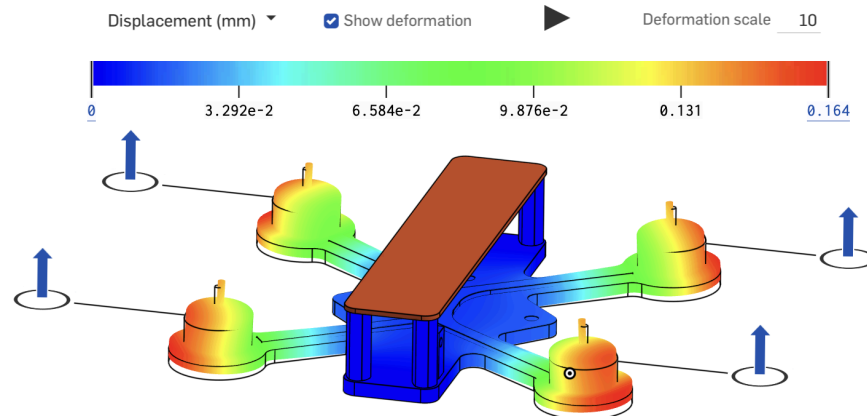 Displacement (mm) Show deformation Deformation scale 10
0 3.292e-2 6.584e-2 9.876e-2 0.131 0.164